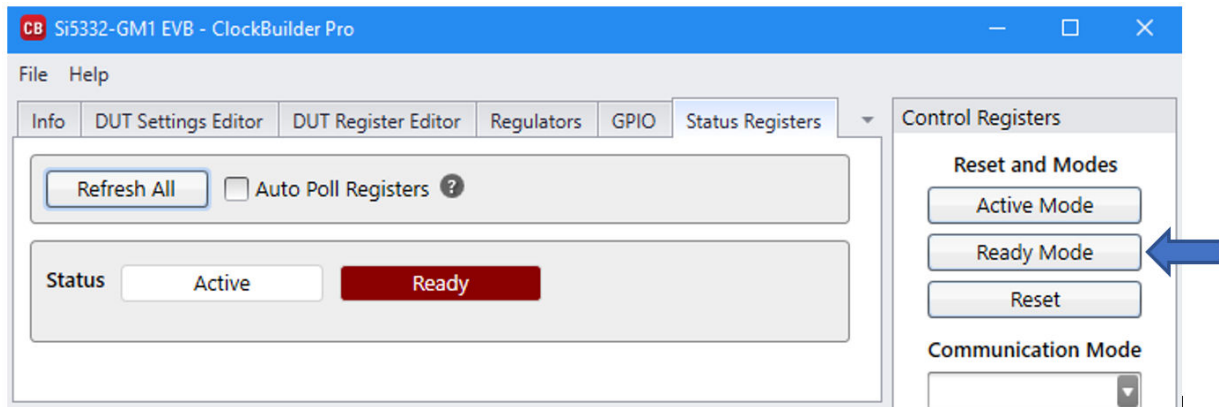 CB Si5332-GM1 EVB - ClockBuilder Pro
File Help
Info DUT Settings Editor DUT Register Editor Regulators GPIO Status Registers
Refresh All Auto Poll Registers ?
Status Active Ready
Control Registers
Reset and Modes
Active Mode
Ready Mode
Reset
Communication Mode